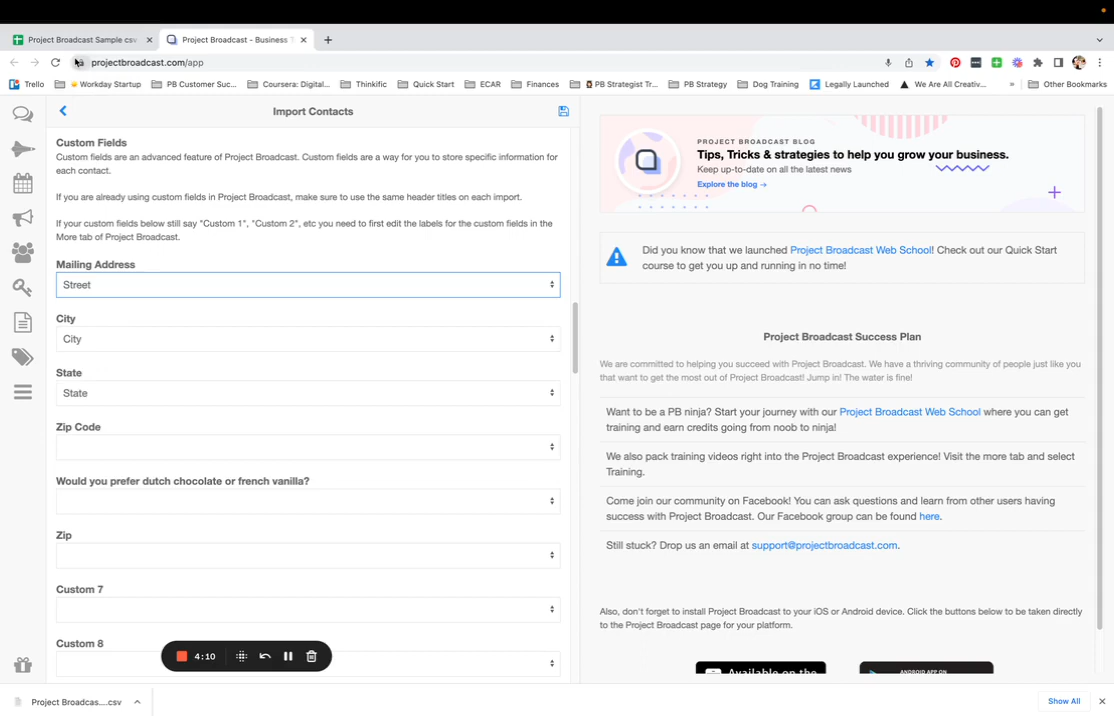 Project Broadcast Sample csv
Project Broadcast - Business T
projectbroadcast.com/app
Trello
Workday Startup
PB Customer Suc...
Coursera: Digital...
Thinkific
Quick Start
ECAR
Finances
PB Strategist Tr...
PB Strategy
Dog Training
Legally Launched
We Are All Creativ...
»
Other Bookmarks
Import Contacts
Custom Fields
Custom fields are an advanced feature of Project Broadcast. Custom fields are a way for you to store specific information for
each contact.
If you are already using custom fields in Project Broadcast, make sure to use the same header titles on each import.
If your custom fields below still say "Custom 1", "Custom 2", etc you need to first edit the labels for the custom fields in the
More tab of Project Broadcast.
Mailing Address
Street
City
City
State
State
Zip Code
Would you prefer dutch chocolate or french vanilla?
Zip
Custom 7
Custom 8
4:10
PROJECT BROADCAST BLOG
Tips, Tricks & strategies to help you grow your business.
Keep up-to-date on all the latest news
Explore the blog →
Did you know that we launched Project Broadcast Web School! Check out our Quick Start
course to get you up and running in no time!
Project Broadcast Success Plan
We are committed to helping you succeed with Project Broadcast. We have a thriving community of people just like you
that want to get the most out of Project Broadcast! Jump in! The water is fine!
Want to be a PB ninja? Start your journey with our Project Broadcast Web School where you can get
training and earn credits going from noob to ninja!
We also pack training videos right into the Project Broadcast experience! Visit the more tab and select
Training.
Come join our community on Facebook! You can ask questions and learn from other users having
success with Project Broadcast. Our Facebook group can be found here.
Still stuck? Drop us an email at support@projectbroadcast.com.
Also, don't forget to install Project Broadcast to your iOS or Android device. Click the buttons below to be taken directly
to the Project Broadcast page for your platform.
Available on the
ANDROID APP ON
Project Broadcas....csv
Show All